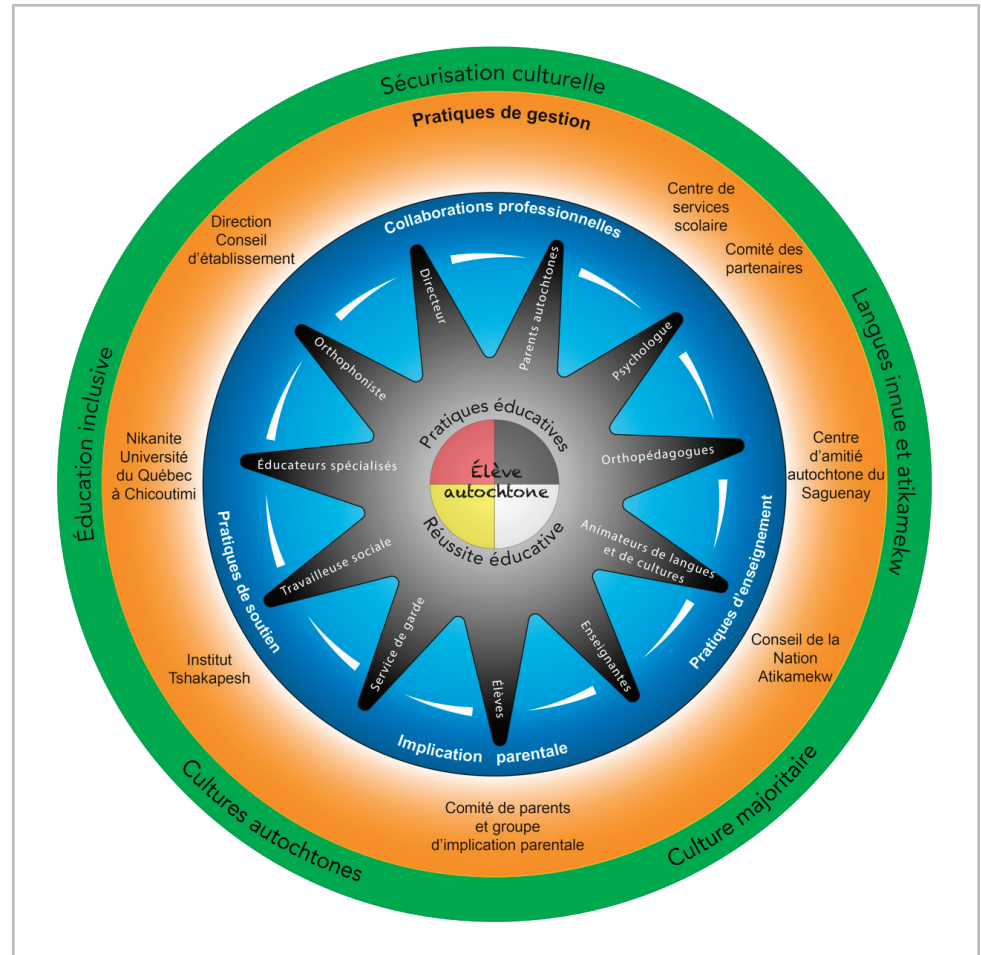 Sécurisation culturelle
Pratiques de gestion
Centre de
services
scolaire
Direction
Conseil
d'établissement
Comité des
partenaires
Collaborations professionnelles
Langues innue et atikamekw
Éducation inclusive
Directeur
Parents autochtones
Psychologue
Orthophoniste
Orthopédagogues
Éducateurs spécialisés
Pratiques éducatives
Élève
autochtone
Réussite éducative
Nikanite
Université
du Québec
à Chicoutimi
Centre
d'amitié
autochtone du
Saguenay
Animateurs de langues
et de cultures
Travailleuse sociale
Pratiques de soutien
Pratiques d'enseignement
Service de garde
Élèves
Enseignantes
Institut
Tshakapesh
Conseil de la
Nation
Atikamekw
Implication parentale
Comité de parents
et groupe
d'implication parentale
Cultures autochtones
Culture majoritaire